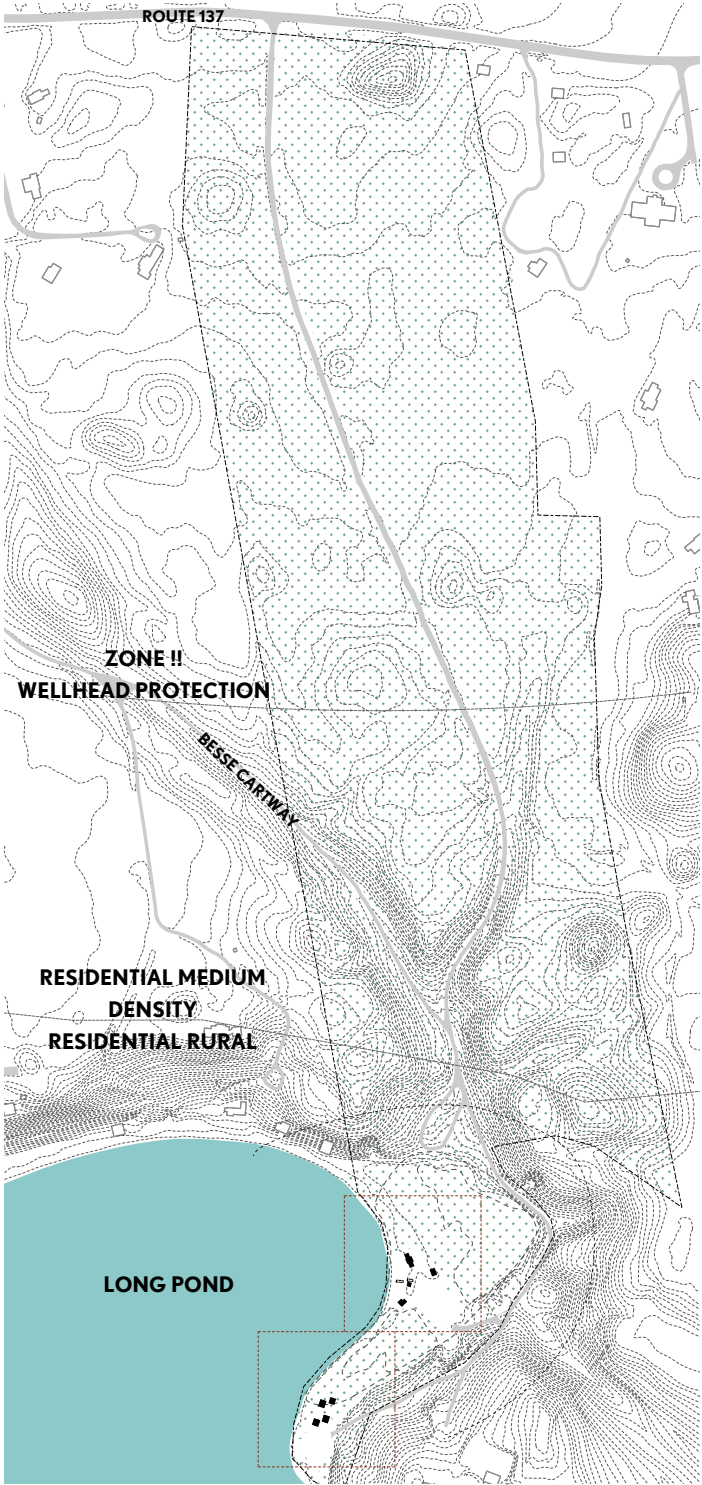 ROUTE 137
ZONE !!
WELLHEAD PROTECTION
BESSE CARTWAY
RESIDENTIAL MEDIUM
DENSITY
RESIDENTIAL RURAL
LONG POND